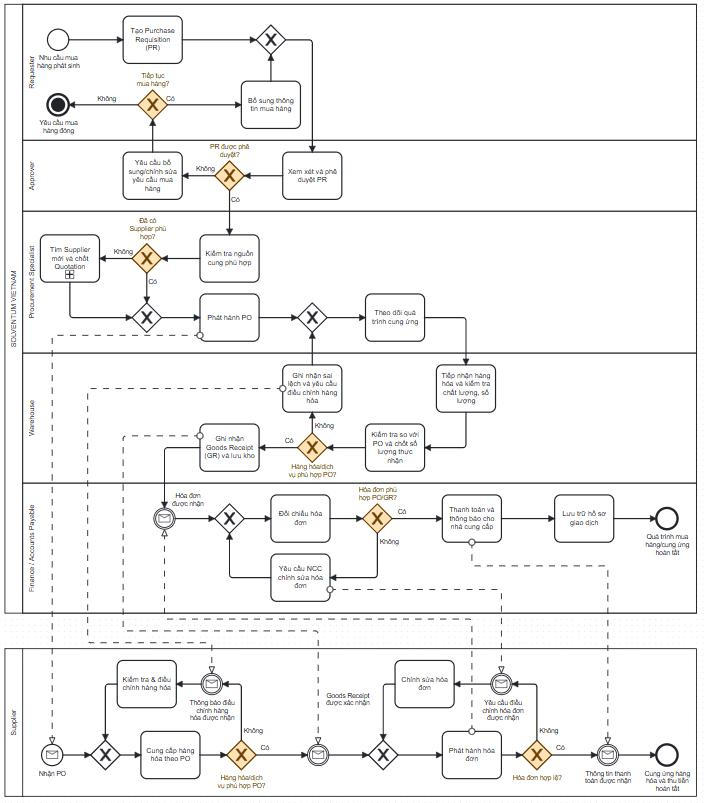 SOLVENTUM VIETNAM
Requester
Nhu cầu mua
hàng phát sinh
Tạo Purchase
Requisition
(PR)
Tiếp tục
mua hàng?
Không
Có
Yêu cầu mua
hàng đóng
Bổ sung thông
tin mua hàng
Approver
Yêu cầu bổ
sung/chỉnh sửa
yêu cầu mua
hàng
PR được phê
duyệt?
Không
Có
Xem xét và phê
duyệt PR
Procurement Specialist
Tìm Supplier
mới và chốt
Quotation
Đã có
Supplier phù
hợp?
Không
Có
Kiểm tra nguồn
cung phù hợp
Phát hành PO
Theo dõi quá
trình cung ứng
Warehouse
Ghi nhận sai
lệch và yêu cầu
điều chỉnh hàng
hóa
Tiếp nhận hàng
hóa và kiểm tra
chất lượng, số
lượng
Ghi nhận
Goods Receipt
(GR) và lưu kho
Có
Không
Hàng hóa/dịch
vụ phù hợp PO?
Kiểm tra so với
PO và chốt số
lượng thực
nhận
Finance / Accounts Payable
Hóa đơn
được nhận
Đối chiếu hóa
đơn
Hóa đơn phù
hợp PO/GR?
Có
Không
Thanh toán và
thông báo cho
nhà cung cấp
Lưu trữ hồ sơ
giao dịch
Quá trình mua
hàng/cung ứng
hoàn tất
Yêu cầu NCC
chỉnh sửa hóa
đơn
Supplier
Kiểm tra & điều
chỉnh hàng hóa
Thông báo điều
chỉnh hàng
hóa được nhận
Goods Receipt
được xác nhận
Chỉnh sửa hóa
đơn
Yêu cầu điều
chỉnh hóa đơn
được nhận
Nhận PO
Cung cấp hàng
hóa theo PO
Không
Có
Hàng hóa/dịch
vụ phù hợp PO?
Phát hành hóa
đơn
Không
Có
Hóa đơn hợp lệ?
Thông tin thanh
toán được nhận
Cung ứng hàng
hóa và thu tiền
hoàn tất